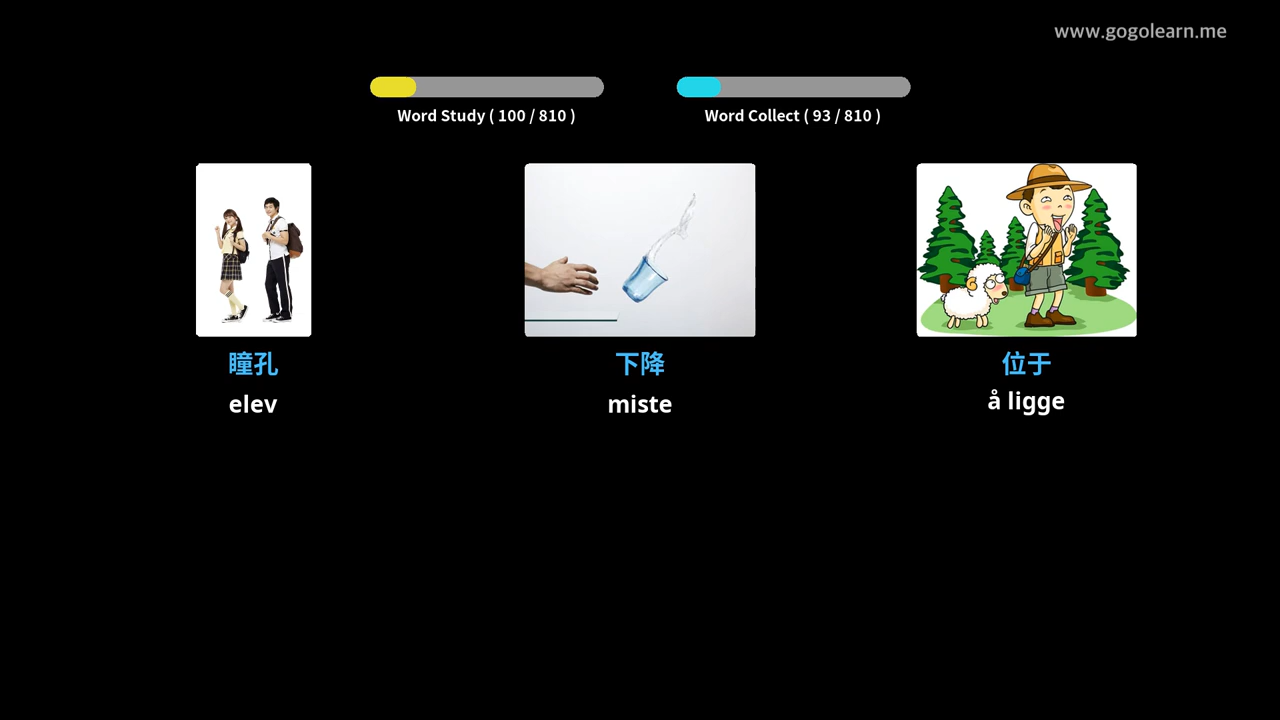 www.gogolearn.me
Word Study ( 100 / 810 )
Word Collect ( 93 / 810 )
瞳孔
下降
位于
elev
miste
å ligge